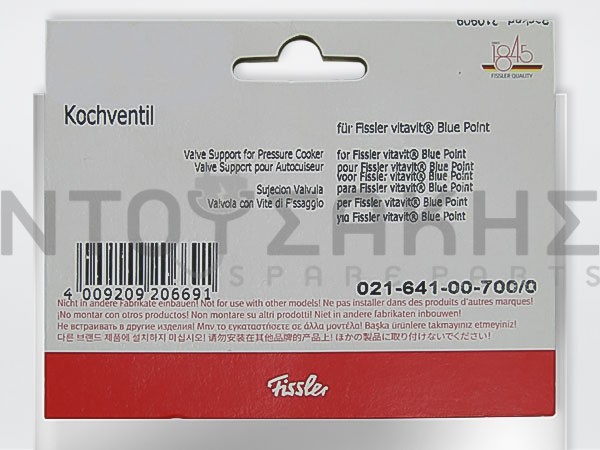 1845
FISSLER QUALITY
Kochventil
für Fissler vitavit® Blue Point
Valve Support for Pressure Cooker
Valve Support pour Autocuiseur
Sujecion Valvula
Valvola con Vite di Fissaggio
for Fissler vitavit® Blue Point
pour Fissler vitavit® Blue Point
voor Fissler vitavit® Blue Point
para Fissler vitavit® Blue Point
per Fissler vitavit® Blue Point
για Fissler vitavit® Blue Point
ΝΤΟΥΣΑΚΗΣ
SPAREPARTS
4 009209 206691
021-641-00-700/0
Nicht in andere Fabrikate einbauen! Not for use with other models! Ne pas installer dans des produits d'autres marques!
¡No montar con otros productos! Non montare su altri prodotti! Niet in andere fabrikaten inbouwen!
Не встраивать в другие изделия! Μην το εγκαταστήσετε σε άλλα μοντέλα! Başka ürünlere takmayınız etmeyiniz!
다른 브랜드 제품에 설치하지 마십시오! 请勿安装在其他品牌的产品上! ほかの製品に取り付けないでください!
Fissler